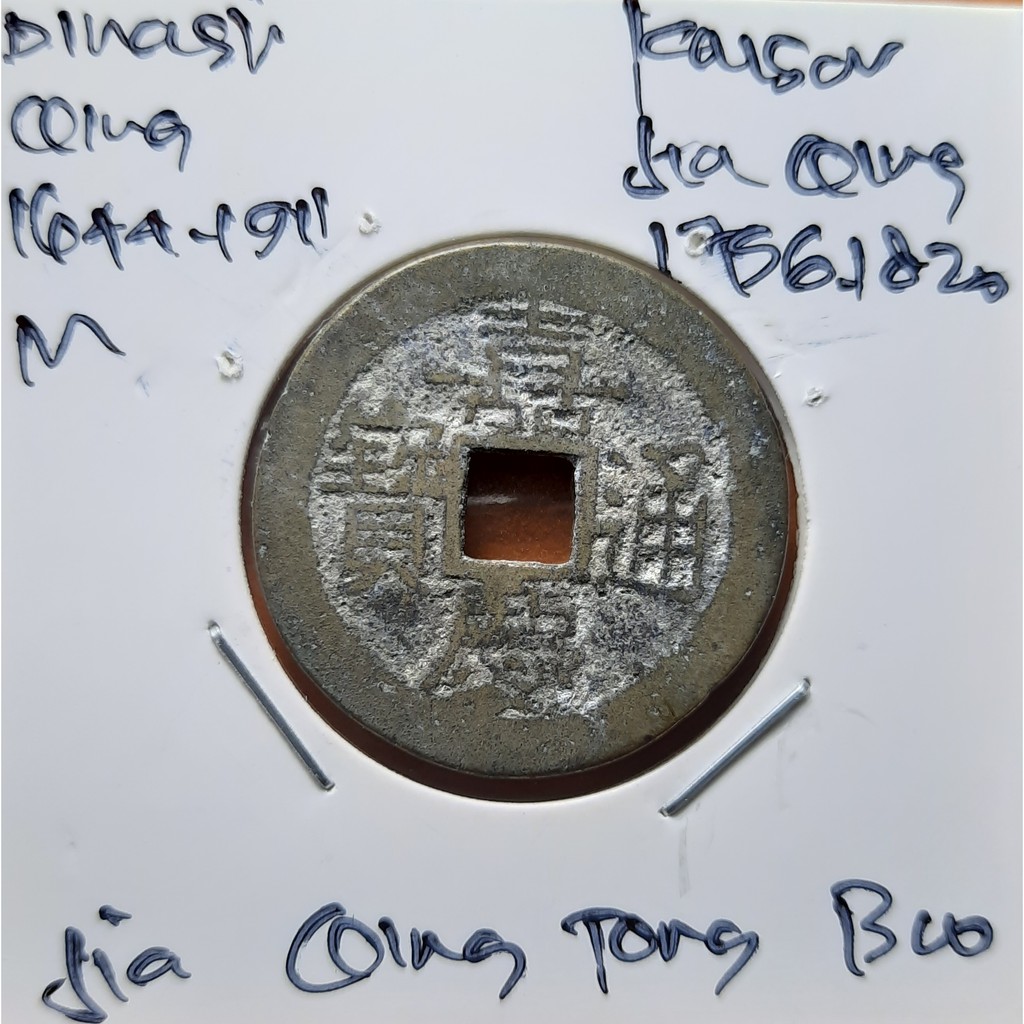 Dinasti
Qing
1644-1911
M
Kaisar
Jia Qing
1796-1820
嘉慶通寶
Jia Qing Tong Bao